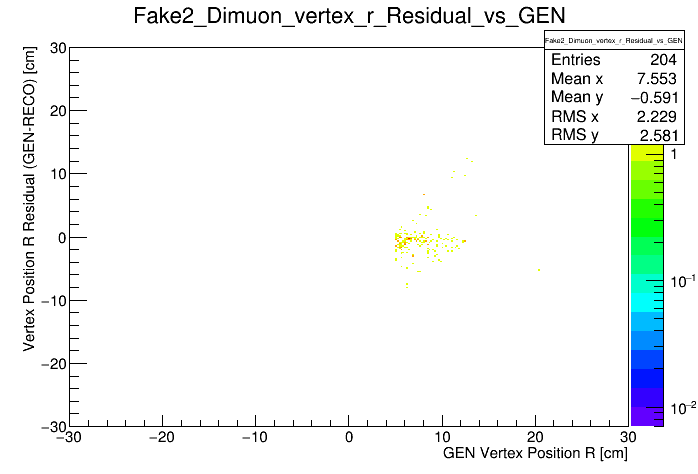 Fake2_Dimuon_vertex_r_Residual_vs_GEN
Fake2_Dimuon_vertex_r_Residual_vs_GEN
Entries 204
Mean x 7.553
Mean y −0.591
RMS x 2.229
RMS y 2.581
Vertex Position R Residual (GEN-RECO) [cm]
30
20
10
0
−10
−20
−30
−30 −20 −10 0 10 20 30
GEN Vertex Position R [cm]
1
10−1
10−2